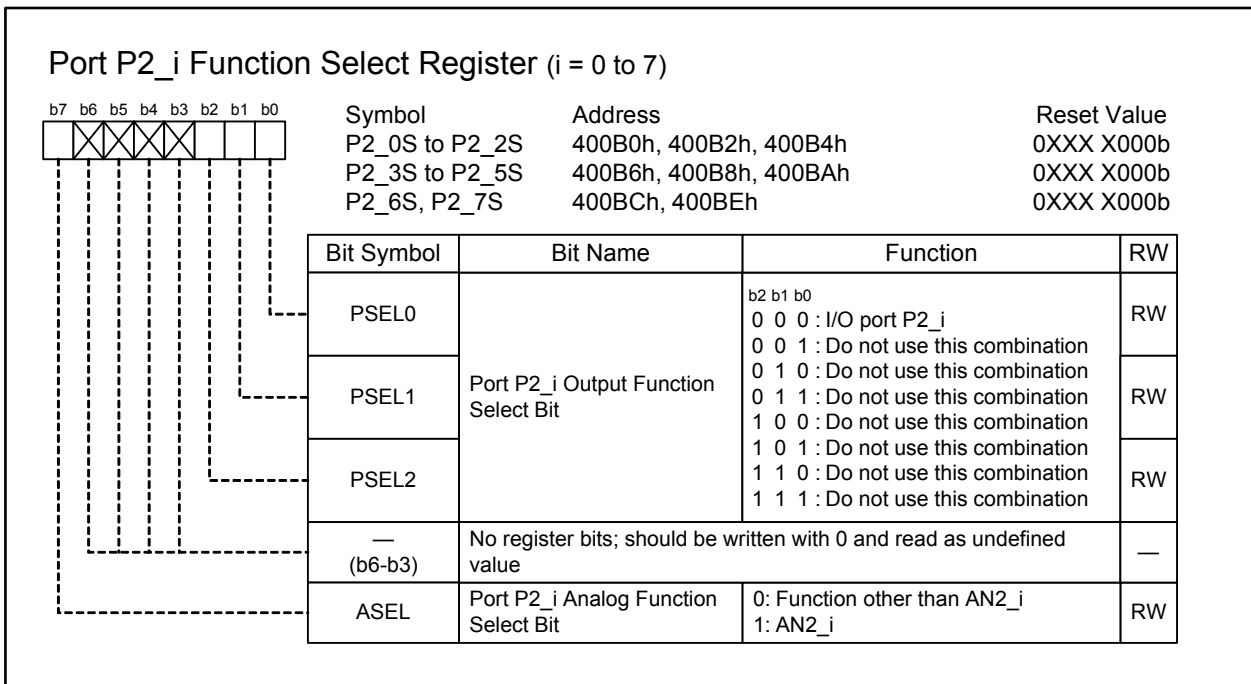 Port P2_i Function Select Register (i = 0 to 7)
b7 b6 b5 b4 b3 b2 b1 b0
Symbol Address Reset Value
P2_0S to P2_2S 400B0h, 400B2h, 400B4h 0XXX X000b
P2_3S to P2_5S 400B6h, 400B8h, 400BAh 0XXX X000b
P2_6S, P2_7S 400BCh, 400BEh 0XXX X000b
Bit Symbol Bit Name Function RW
PSEL0 RW
PSEL1 Port P2_i Output Function RW
Select Bit
PSEL2 RW
b2 b1 b0
0 0 0 : I/O port P2_i
0 0 1 : Do not use this combination
0 1 0 : Do not use this combination
0 1 1 : Do not use this combination
1 0 0 : Do not use this combination
1 0 1 : Do not use this combination
1 1 0 : Do not use this combination
1 1 1 : Do not use this combination
—
(b6-b3)
No register bits; should be written with 0 and read as undefined
value
—
ASEL
Port P2_i Analog Function
Select Bit
0: Function other than AN2_i
1: AN2_i
RW